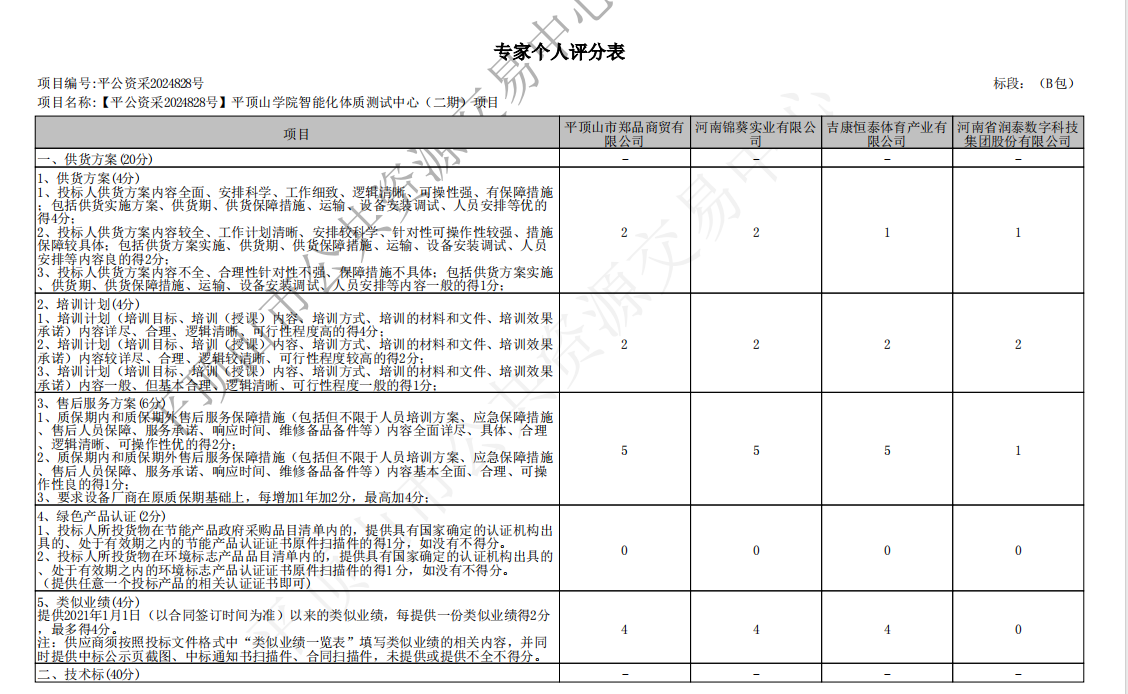 专家个人评分表
项目编号:平公资采2024828号
标段：（B包）
项目名称:【平公资采2024828号】平顶山学院智能化体质测试中心（二期）项目
项目
平顶山市郑品商贸有
限公司
河南锦葵实业有限公
司
吉康恒泰体育产业有
限公司
河南省润泰数字科技
集团股份有限公司
一、供货方案(20分)
－ － － －
1、供货方案(4分)
1、投标人供货方案内容全面、安排科学、工作细致、逻辑清晰、可操性强、有保障措施
；包括供货实施方案、供货期、供货保障措施、运输、设备安装调试、人员安排等优的
得4分；
2、投标人供货方案内容较全、工作计划清晰、安排较科学、针对性可操作性较强、措施
保障较具体；包括供货方案实施、供货期、供货保障措施、运输、设备安装调试、人员
安排等内容良的得2分；
3、投标人供货方案内容不全、合理性针对性不强、保障措施不具体；包括供货方案实施
、供货期、供货保障措施、运输、设备安装调试、人员安排等内容一般的得1分；
2 2 1 1
2、培训计划(4分)
1、培训计划（培训目标、培训（授课）内容、培训方式、培训的材料和文件、培训效果
承诺）内容详尽、合理、逻辑清晰、可行性程度高的得4分；
2、培训计划（培训目标、培训（授课）内容、培训方式、培训的材料和文件、培训效果
承诺）内容较详尽、合理、逻辑较清晰、可行性程度较高的得2分；
3、培训计划（培训目标、培训（授课）内容、培训方式、培训的材料和文件、培训效果
承诺）内容一般、但基本合理、逻辑清晰、可行性程度一般的得1分；
2 2 2 2
3、售后服务方案(6分)
1、质保期内和质保期外售后服务保障措施（包括但不限于人员培训方案、应急保障措施
、售后人员保障、服务承诺、响应时间、维修备品备件等）内容全面详尽、具体、合理
、逻辑清晰、可操作性优的得2分；
2、质保期内和质保期外售后服务保障措施（包括但不限于人员培训方案、应急保障措施
、售后人员保障、服务承诺、响应时间、维修备品备件等）内容基本全面、合理、可操
作性良的得1分；
3、要求设备厂商在原质保期基础上，每增加1年加2分，最高加4分；
5 5 5 1
4、绿色产品认证(2分)
1、投标人所投货物在节能产品政府采购品目清单内的，提供具有国家确定的认证机构出
具的、处于有效期之内的节能产品认证证书原件扫描件的得1分，如没有不得分。
2、投标人所投货物在环境标志产品品目清单内的，提供具有国家确定的认证机构出具的
、处于有效期之内的环境标志产品认证证书原件扫描件的得1 分，如没有不得分。
（提供任意一个投标产品的相关认证证书即可)
0 0 0 0
5、类似业绩(4分)
提供2021年1月1日（以合同签订时间为准）以来的类似业绩，每提供一份类似业绩得2分
，最多得4分。
注：供应商须按照投标文件格式中“类似业绩一览表”填写类似业绩的相关内容，并同
时提供中标公示页截图、中标通知书扫描件、合同扫描件，未提供或提供不全不得分。
4 4 4 0
二、技术标(40分)
－ － － －
平顶山市公共资源交易中心
平顶山市公共资源交易中心